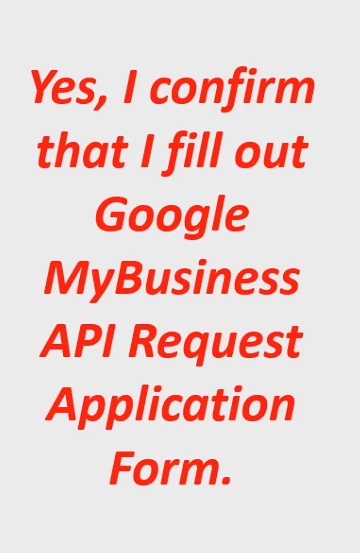 Yes, I confirm
that I fill out
Google
MyBusiness
API Request
Application
Form.